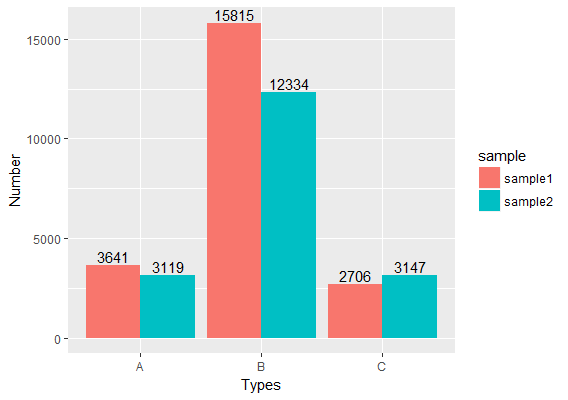 15815
15000
12334
10000
Number
sample
sample1
sample2
5000
3641
3119
2706
3147
0
A
B
C
Types